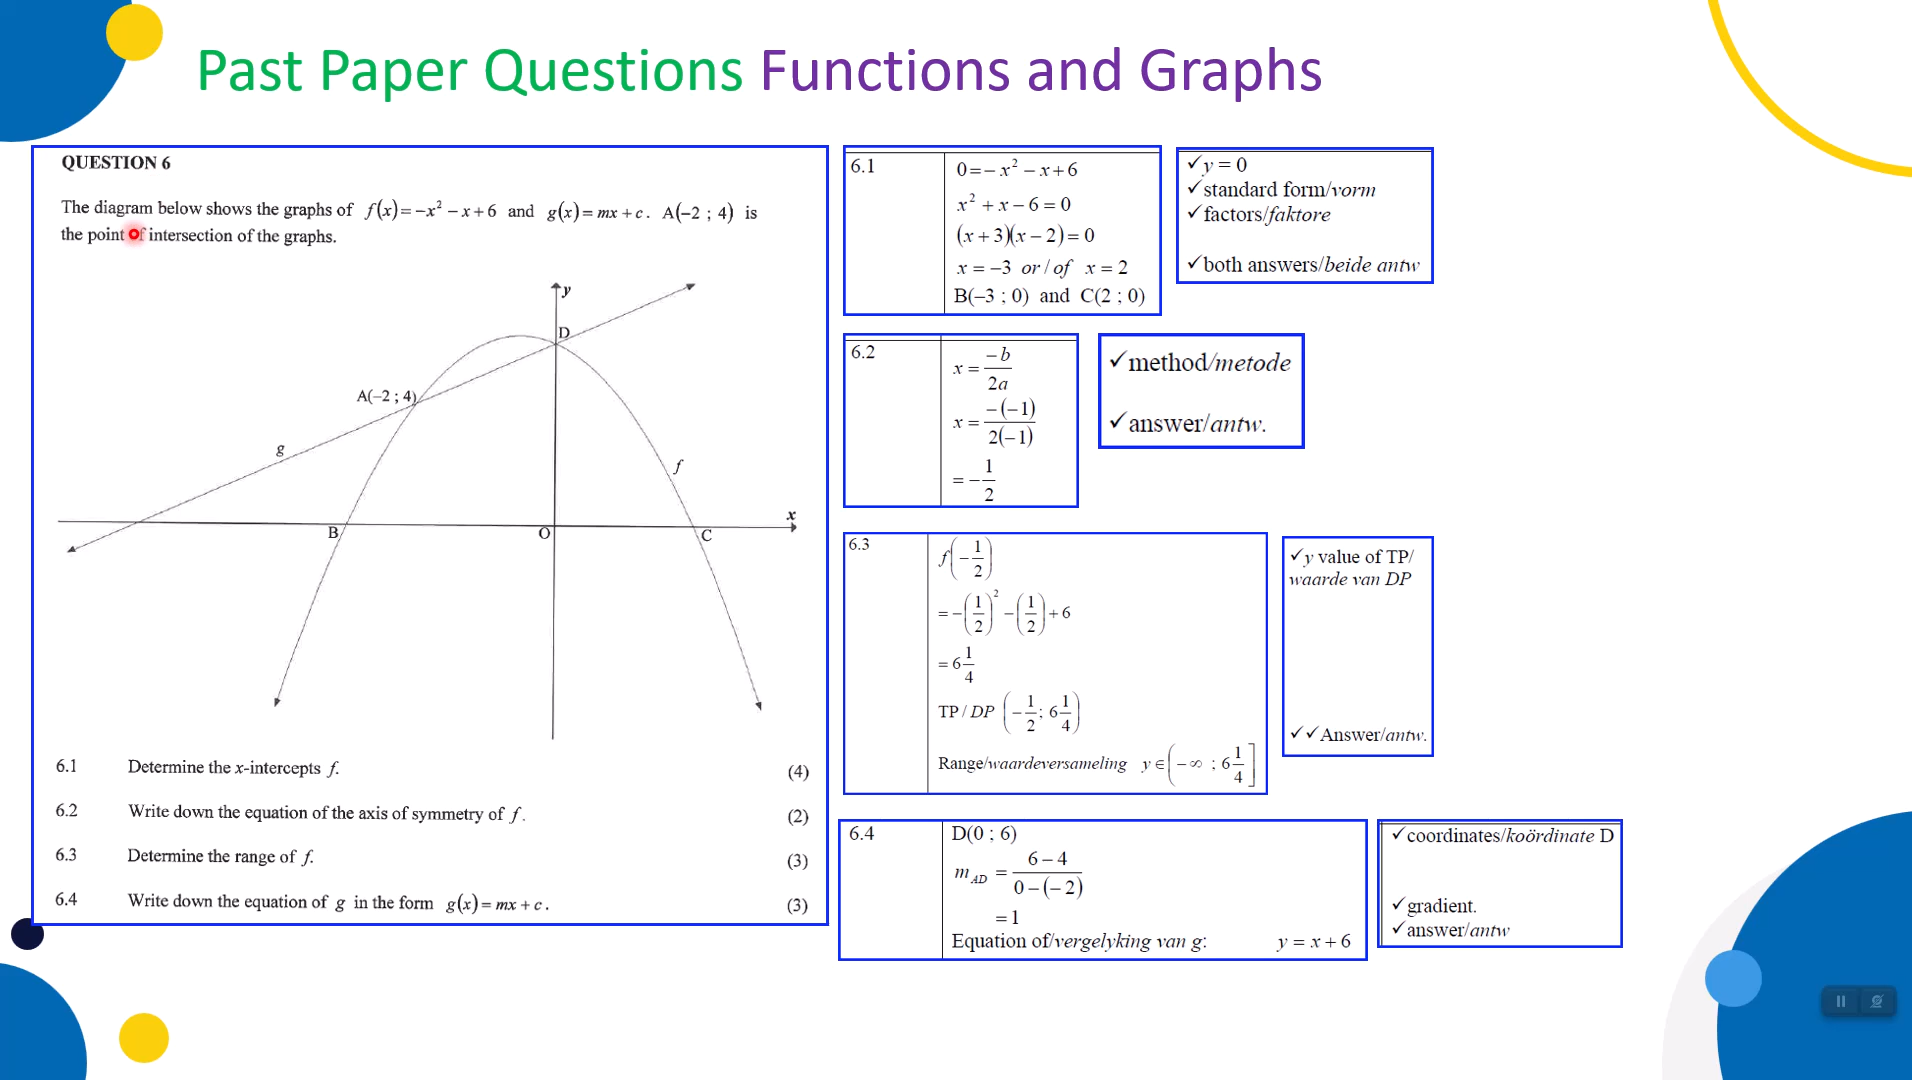 Past Paper Questions Functions and Graphs
QUESTION 6
The diagram below shows the graphs of f(x)=−x²−x+6 and g(x)=mx+c. A(−2 ; 4) is
the point of intersection of the graphs.
y
D
A(−2 ; 4)
g
f
x
B
O
C
6.1 Determine the x-intercepts f. (4)
6.2 Write down the equation of the axis of symmetry of f. (2)
6.3 Determine the range of f. (3)
6.4 Write down the equation of g in the form g(x)=mx+c. (3)
6.1
0=−x²−x+6
x²+x−6=0
(x+3)(x−2)=0
x=−3 or/of x=2
B(−3 ; 0) and C(2 ; 0)
✓y=0
✓standard form/vorm
✓factors/faktore
✓both answers/beide antw
6.2
x=−b/2a
x=−(−1)/2(−1)
=−1/2
✓method/metode
✓answer/antw.
6.3
f(−1/2)
=−(1/2)²−(1/2)+6
=6 1/4
TP/DP (−1/2; 6 1/4)
Range/waardeversameling y∈(−∞ ; 6 1/4]
✓y value of TP/
waarde van DP
✓✓Answer/antw.
6.4
D(0 ; 6)
m AD = 6−4/0−(−2)
=1
Equation of/vergelyking van g: y=x+6
✓coordinates/koördinate D
✓gradient.
✓answer/antw